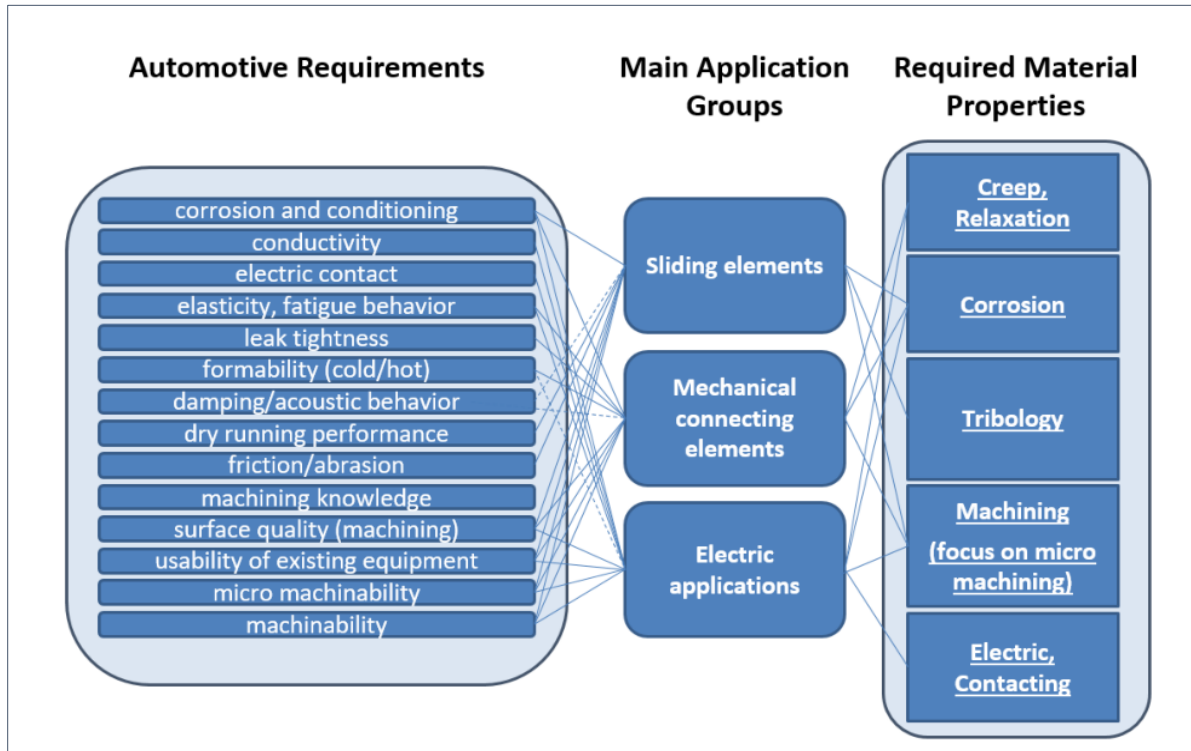 Automotive Requirements
Main Application
Groups
Required Material
Properties
corrosion and conditioning
conductivity
electric contact
elasticity, fatigue behavior
leak tightness
formability (cold/hot)
damping/acoustic behavior
dry running performance
friction/abrasion
machining knowledge
surface quality (machining)
usability of existing equipment
micro machinability
machinability
Sliding elements
Mechanical
connecting
elements
Electric
applications
Creep,
Relaxation
Corrosion
Tribology
Machining
(focus on micro
machining)
Electric,
Contacting